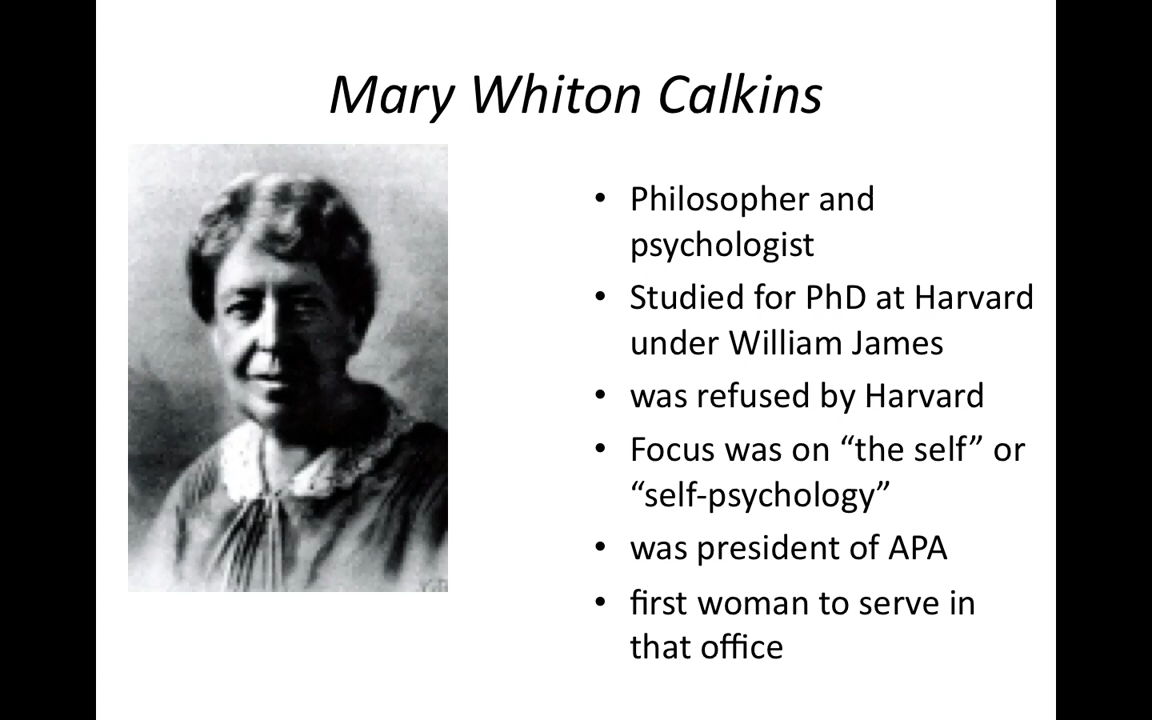 Mary Whiton Calkins
• Philosopher and
psychologist
• Studied for PhD at Harvard
under William James
• was refused by Harvard
• Focus was on “the self” or
“self-psychology”
• was president of APA
• first woman to serve in
that office